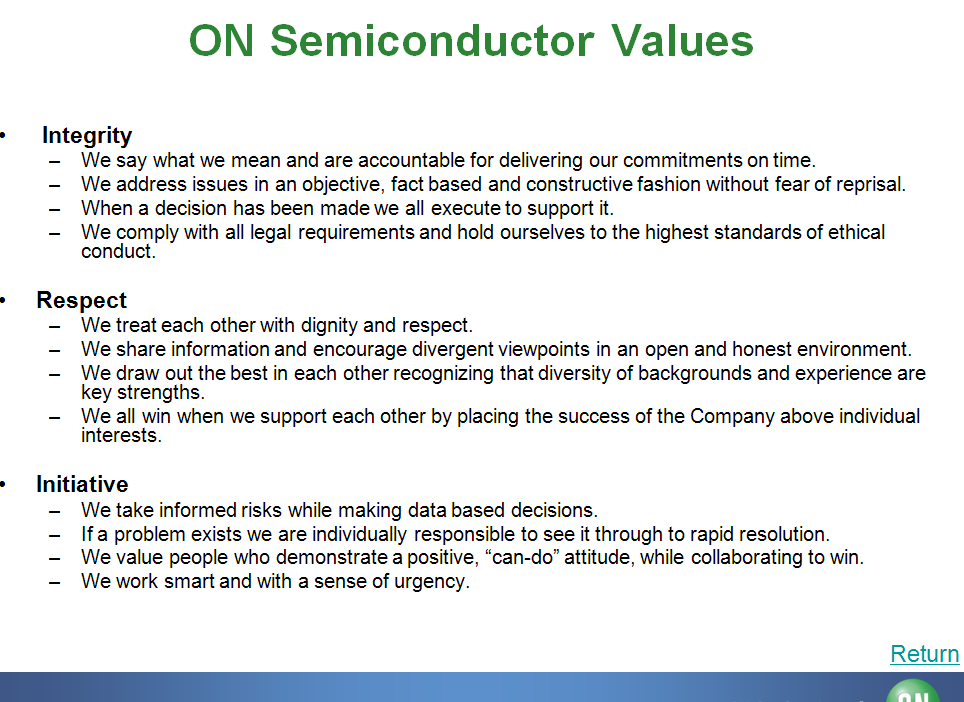 ON Semiconductor Values
• Integrity
– We say what we mean and are accountable for delivering our commitments on time.
– We address issues in an objective, fact based and constructive fashion without fear of reprisal.
– When a decision has been made we all execute to support it.
– We comply with all legal requirements and hold ourselves to the highest standards of ethical
conduct.
• Respect
– We treat each other with dignity and respect.
– We share information and encourage divergent viewpoints in an open and honest environment.
– We draw out the best in each other recognizing that diversity of backgrounds and experience are
key strengths.
– We all win when we support each other by placing the success of the Company above individual
interests.
• Initiative
– We take informed risks while making data based decisions.
– If a problem exists we are individually responsible to see it through to rapid resolution.
– We value people who demonstrate a positive, “can-do” attitude, while collaborating to win.
– We work smart and with a sense of urgency.
Return
ON